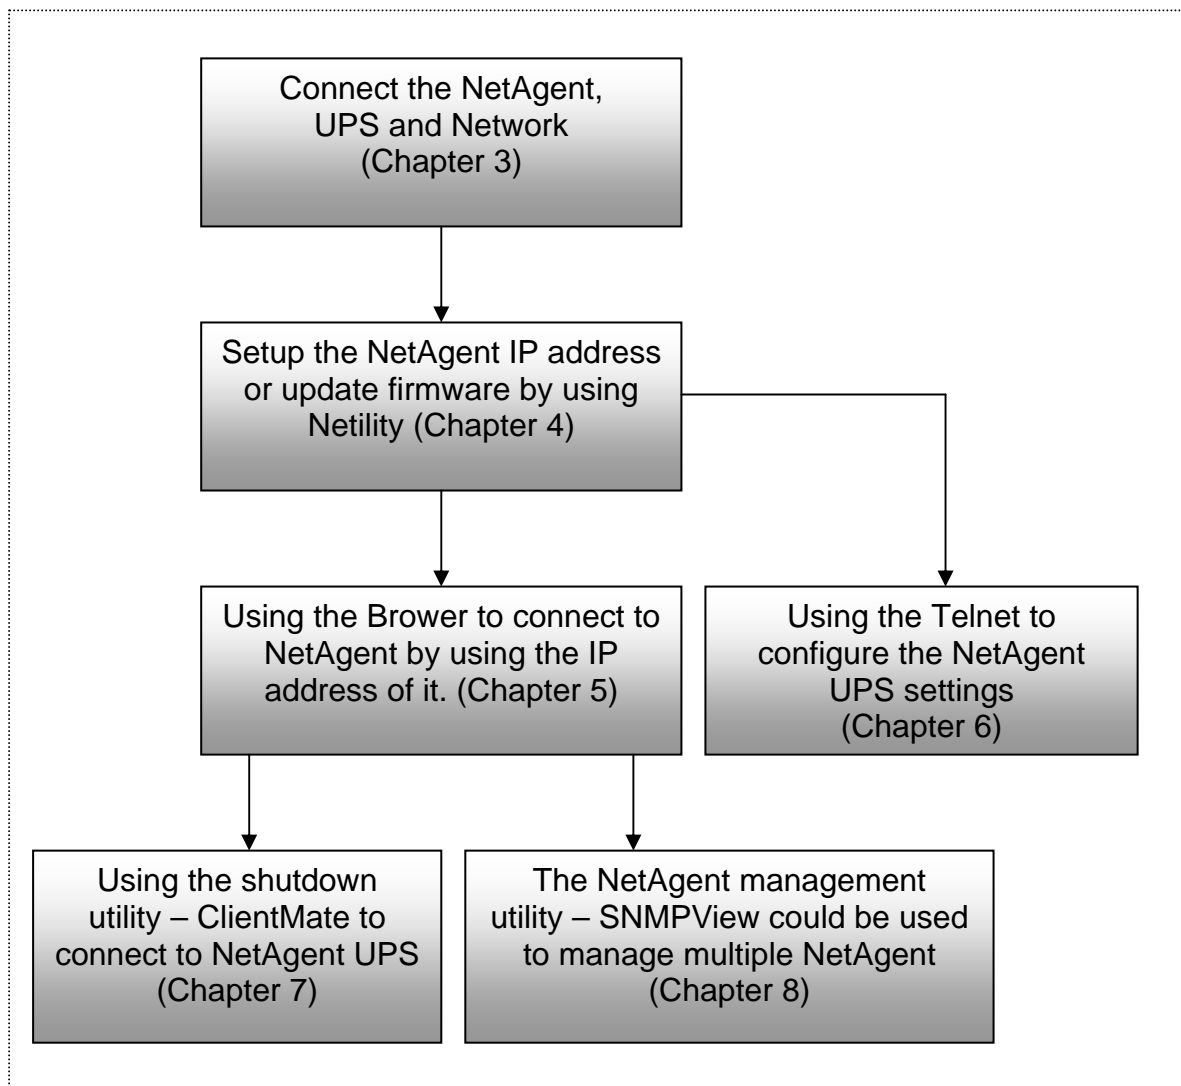 Connect the NetAgent,
UPS and Network
(Chapter 3)
Setup the NetAgent IP address
or update firmware by using
Netility (Chapter 4)
Using the Brower to connect to
NetAgent by using the IP
address of it. (Chapter 5)
Using the Telnet to
configure the NetAgent
UPS settings
(Chapter 6)
Using the shutdown
utility – ClientMate to
connect to NetAgent UPS
(Chapter 7)
The NetAgent management
utility – SNMPView could be used
to manage multiple NetAgent
(Chapter 8)